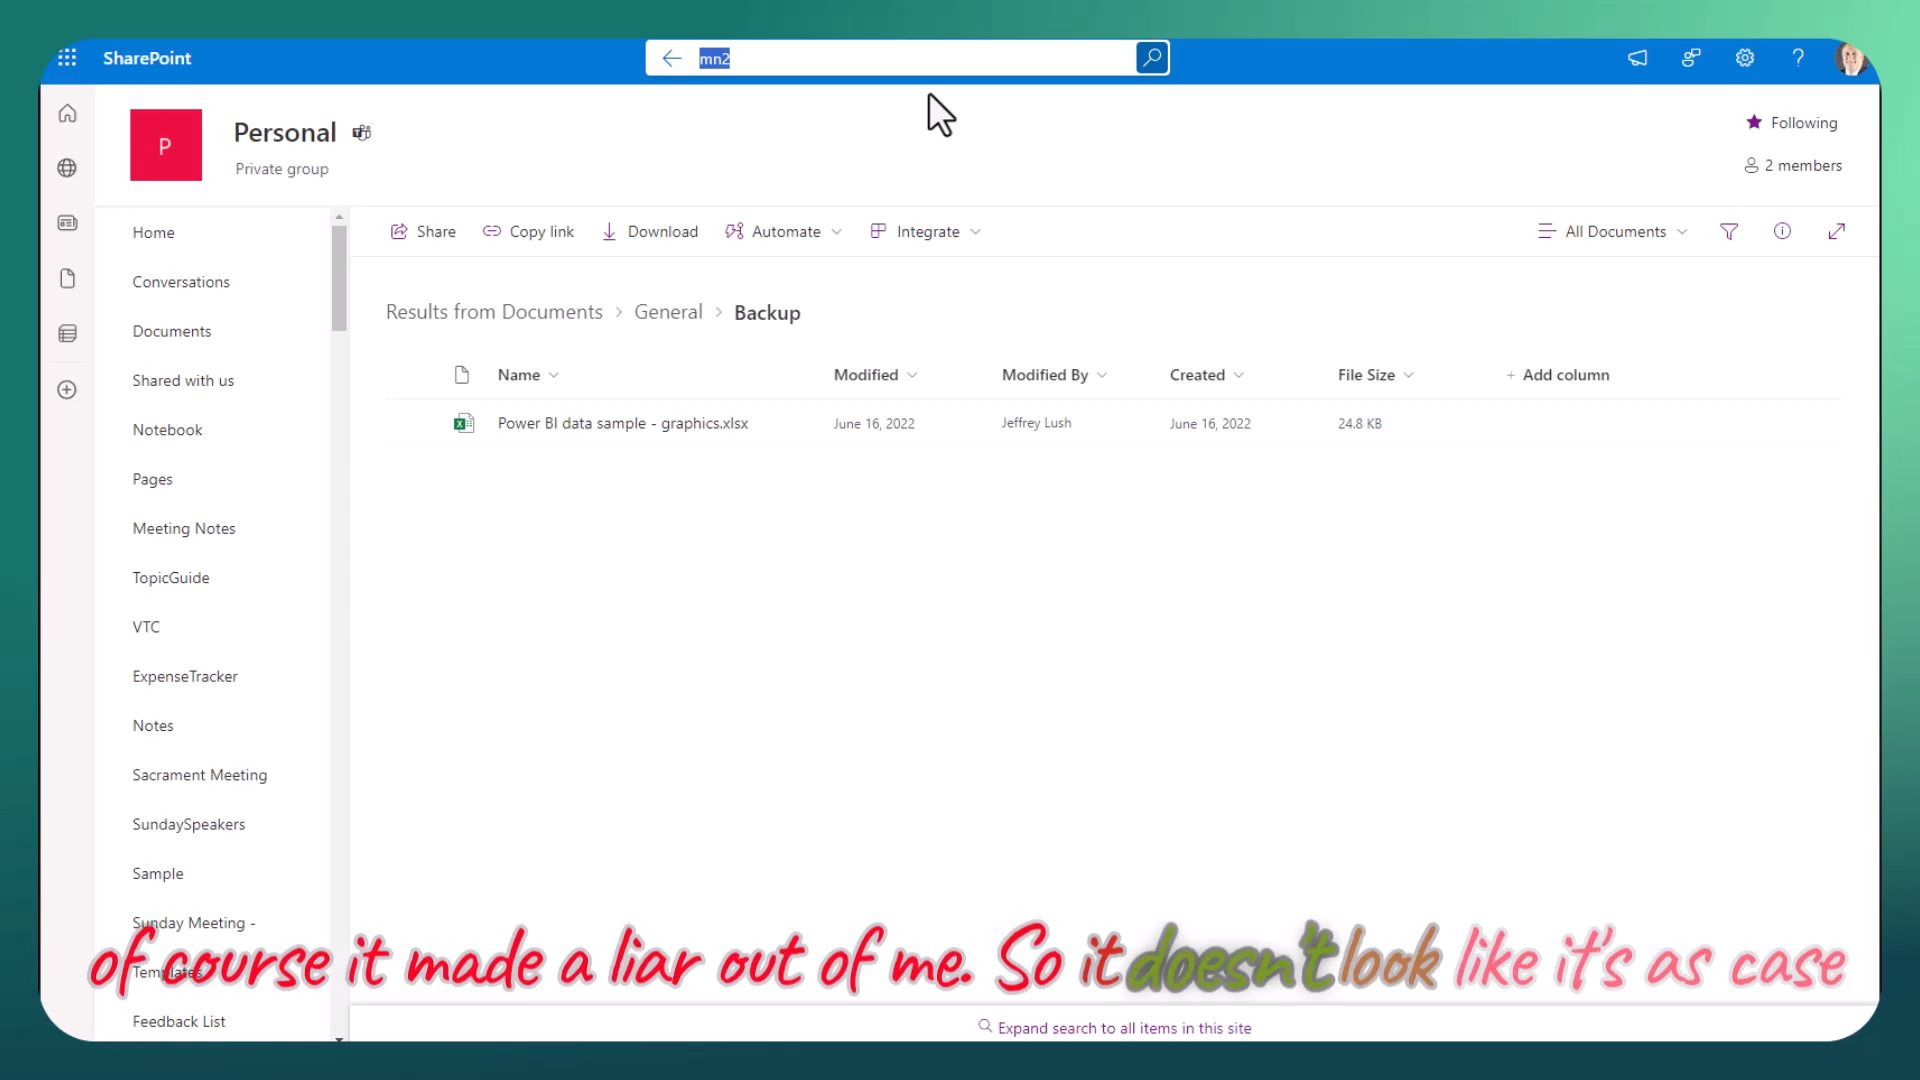 SharePoint
mn2
P
Personal
Private group
Following
2 members
Home
Conversations
Documents
Shared with us
Notebook
Pages
Meeting Notes
TopicGuide
VTC
ExpenseTracker
Notes
Sacrament Meeting
SundaySpeakers
Sample
Sunday Meeting -
Templates
Feedback List
Share Copy link Download Automate Integrate All Documents
Results from Documents > General > Backup
Name Modified Modified By Created File Size + Add column
Power BI data sample - graphics.xlsx June 16, 2022 Jeffrey Lush June 16, 2022 24.8 KB
of course it made a liar out of me. So it doesn't look like it's as case
Expand search to all items in this site